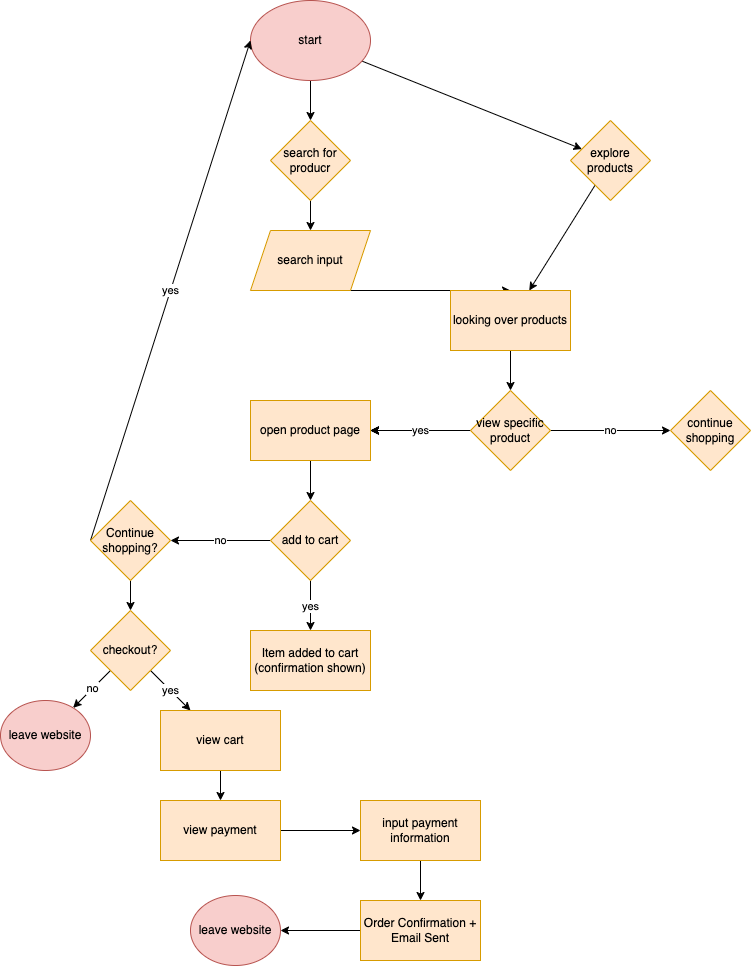 start
search for
producr
explore
products
search input
yes
looking over products
open product page
yes
view specific
product
no
continue
shopping
Continue
shopping?
no
add to cart
yes
checkout?
Item added to cart
(confirmation shown)
no
yes
leave website
view cart
view payment
input payment
information
leave website
Order Confirmation +
Email Sent